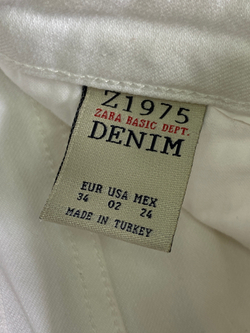 Z1975
ZARA BASIC DEPT.
DENIM
EUR USA MEX
34 02 24
MADE IN TURKEY